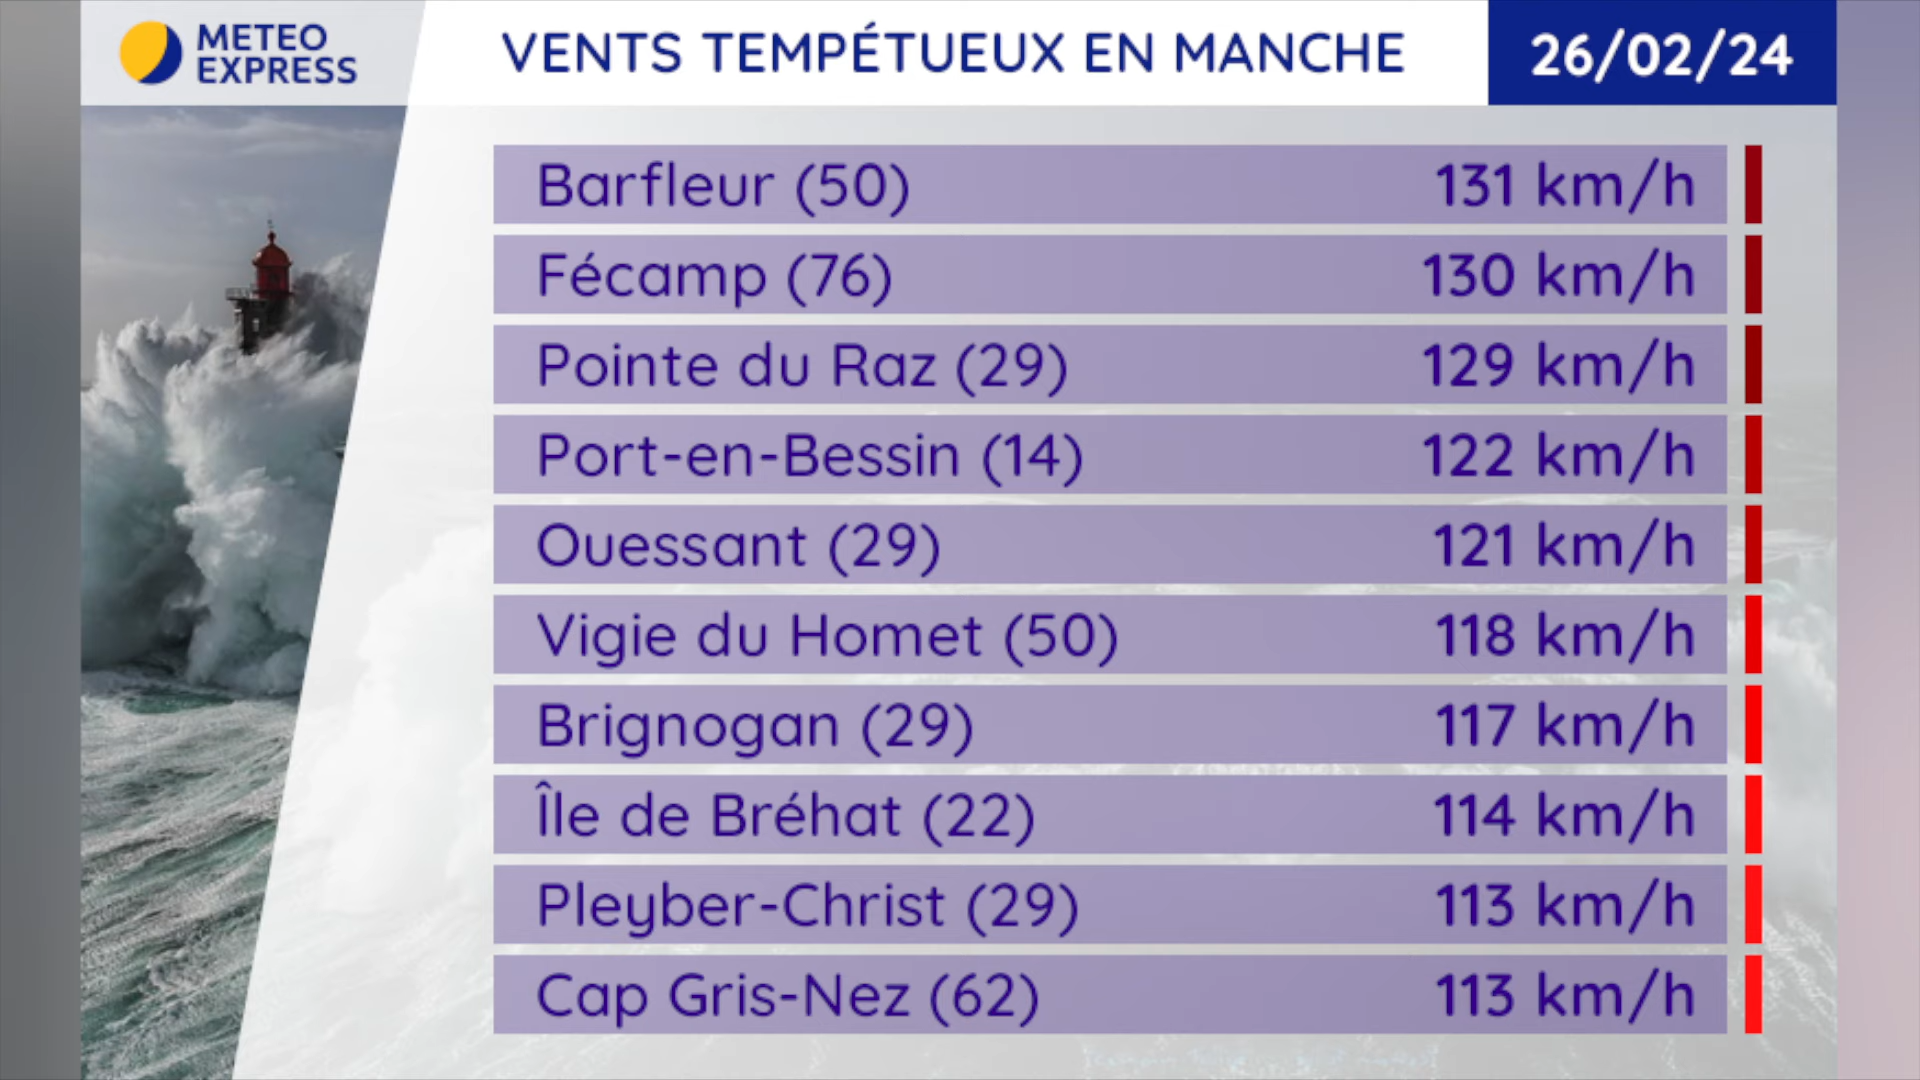 METEO
EXPRESS
VENTS TEMPÉTUEUX EN MANCHE
26/02/24
Barfleur (50) 131 km/h
Fécamp (76) 130 km/h
Pointe du Raz (29) 129 km/h
Port-en-Bessin (14) 122 km/h
Ouessant (29) 121 km/h
Vigie du Homet (50) 118 km/h
Brignogan (29) 117 km/h
Île de Bréhat (22) 114 km/h
Pleyber-Christ (29) 113 km/h
Cap Gris-Nez (62) 113 km/h